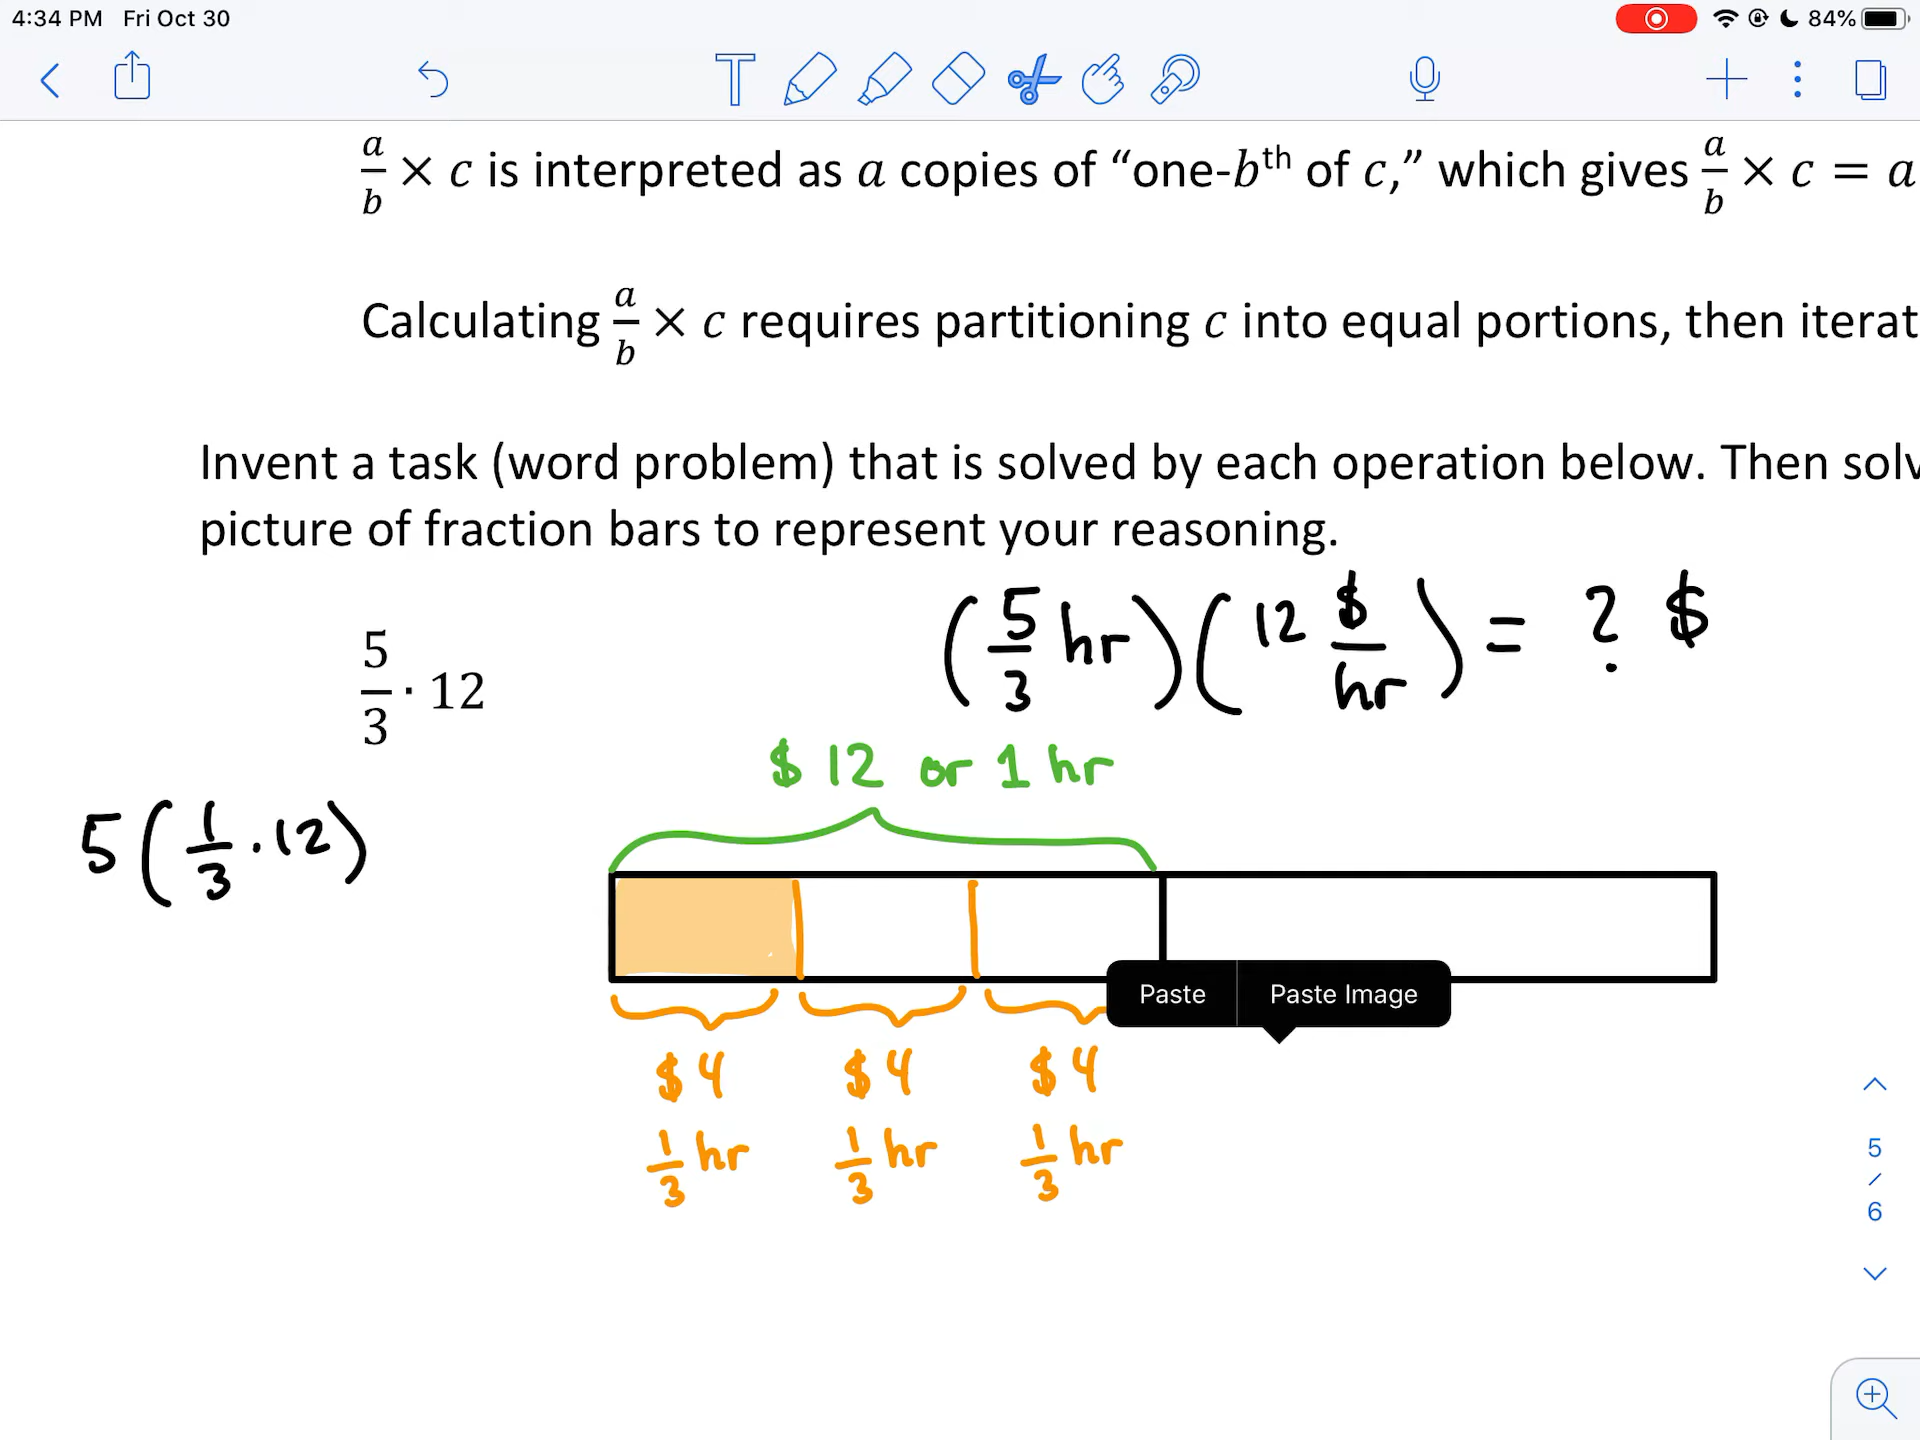 4:34 PM Fri Oct 30 84%
a/b × c is interpreted as a copies of “one-bᵗʰ of c,” which gives a/b × c = a
Calculating a/b × c requires partitioning c into equal portions, then iterat
Invent a task (word problem) that is solved by each operation below. Then solv
picture of fraction bars to represent your reasoning.
5/3 · 12
(5/3 hr)(12 $/hr) = ? $
$ 12 or 1 hr
5(1/3 · 12)
Paste Paste Image
$4 $4 $4
1/3 hr 1/3 hr 1/3 hr
5
/
6